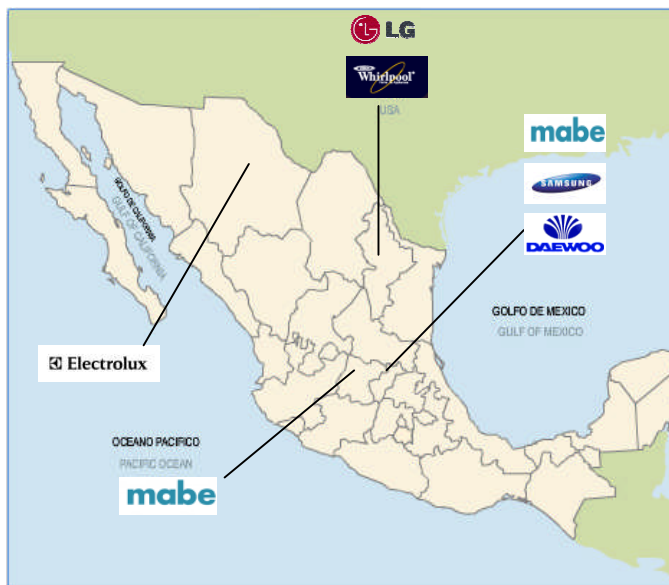 LG
Whirlpool
USA
mabe
SAMSUNG
DAEWOO
GOLFO DE CALIFORNIA
GULF OF CALIFORNIA
GOLFO DE MEXICO
GULF OF MEXICO
Electrolux
OCEANO PACIFICO
PACIFIC OCEAN
mabe